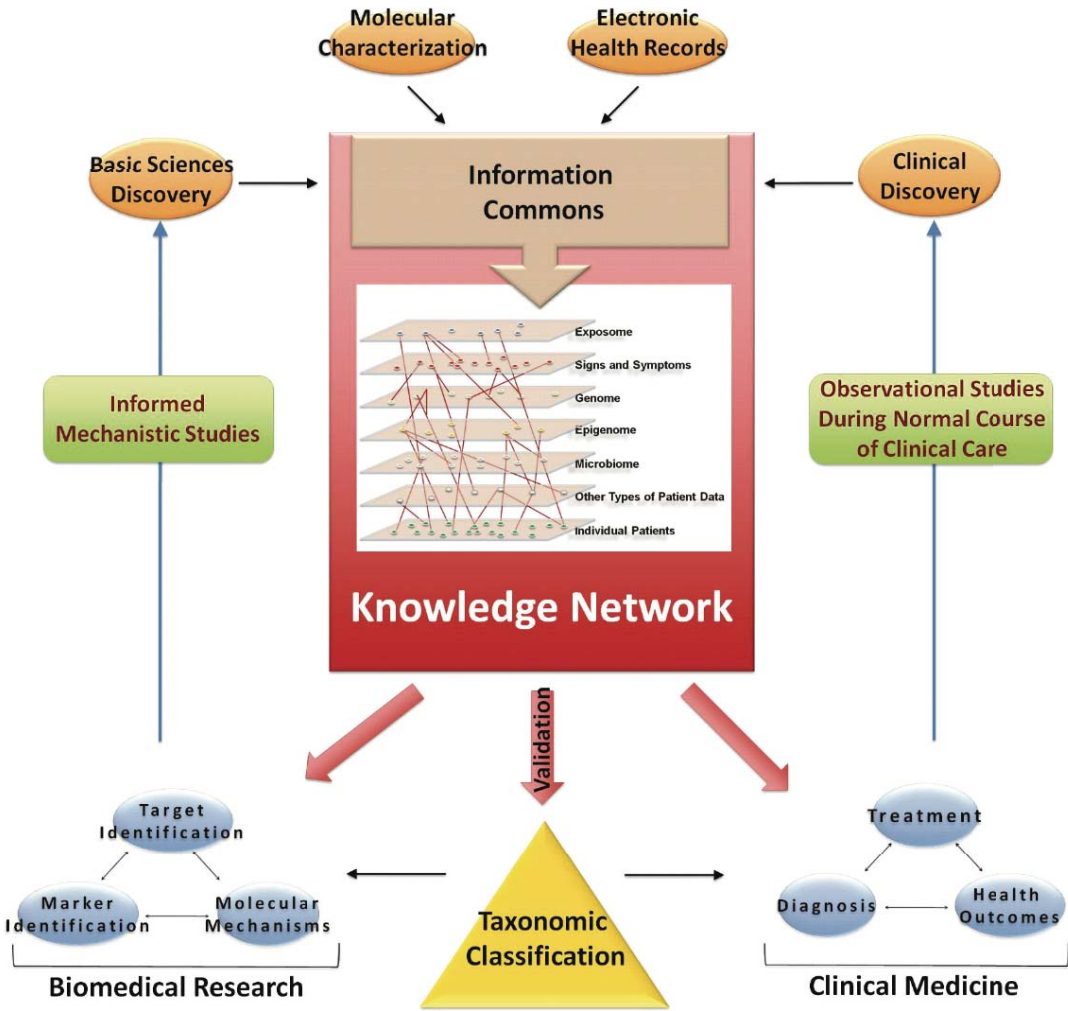 Molecular
Characterization
Electronic
Health Records
Basic Sciences
Discovery
Information
Commons
Clinical
Discovery
Exposome
Signs and Symptoms
Genome
Epigenome
Microbiome
Other Types of Patient Data
Individual Patients
Informed
Mechanistic Studies
Observational Studies
During Normal Course
of Clinical Care
Knowledge Network
Validation
Target
Identification
Marker
Identification
Molecular
Mechanisms
Biomedical Research
Taxonomic
Classification
Treatment
Diagnosis
Health
Outcomes
Clinical Medicine